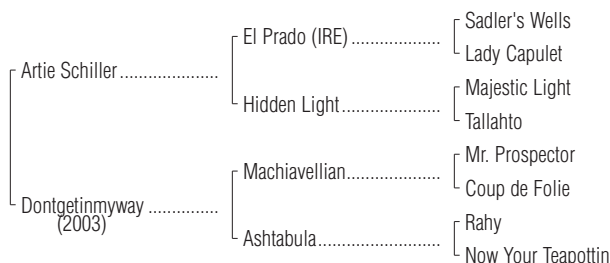 Sadler's Wells
El Prado (IRE) ......................
Lady Capulet
Artie Schiller ........................
Majestic Light
Hidden Light ........................
Tallahto
Mr. Prospector
Machiavellian .......................
Coup de Folie
Dontgetinmyway .................
(2003)
Rahy
Ashtabula ..............................
Now Your Teapottin